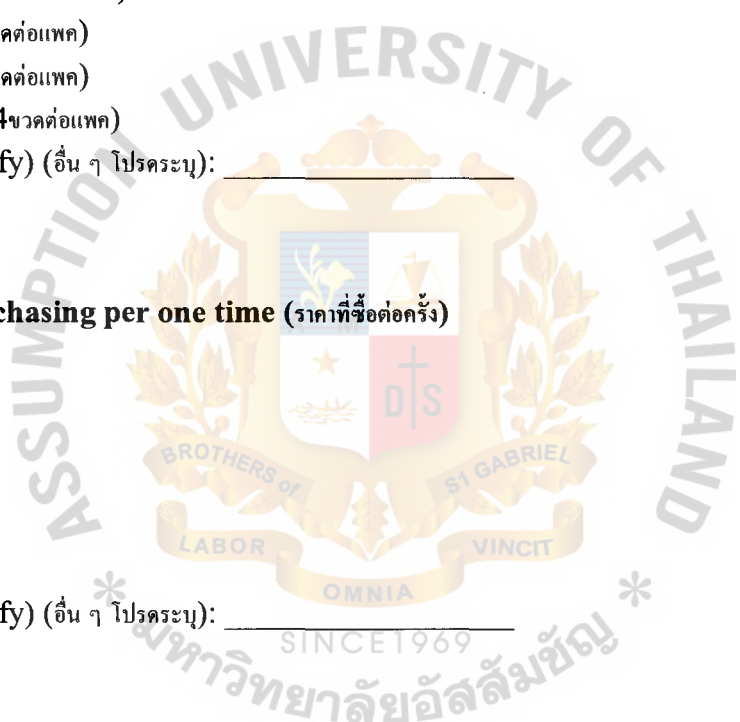 ดต่อแพค)
ดต่อแพค)
4ขวดต่อแพค)
fy) (อื่น ๆ โปรดระบุ):
chasing per one time (ราคาที่ซื้อต่อครั้ง)
fy) (อื่น ๆ โปรดระบุ):
ASSUMPTION UNIVERSITY OF THAILAND
D S
BROTHERS of
S1 GABRIEL
LABOR
VINCIT
OMNIA
* *
SINCE1969
มหาวิทยาลัยอัสสัมชัญ